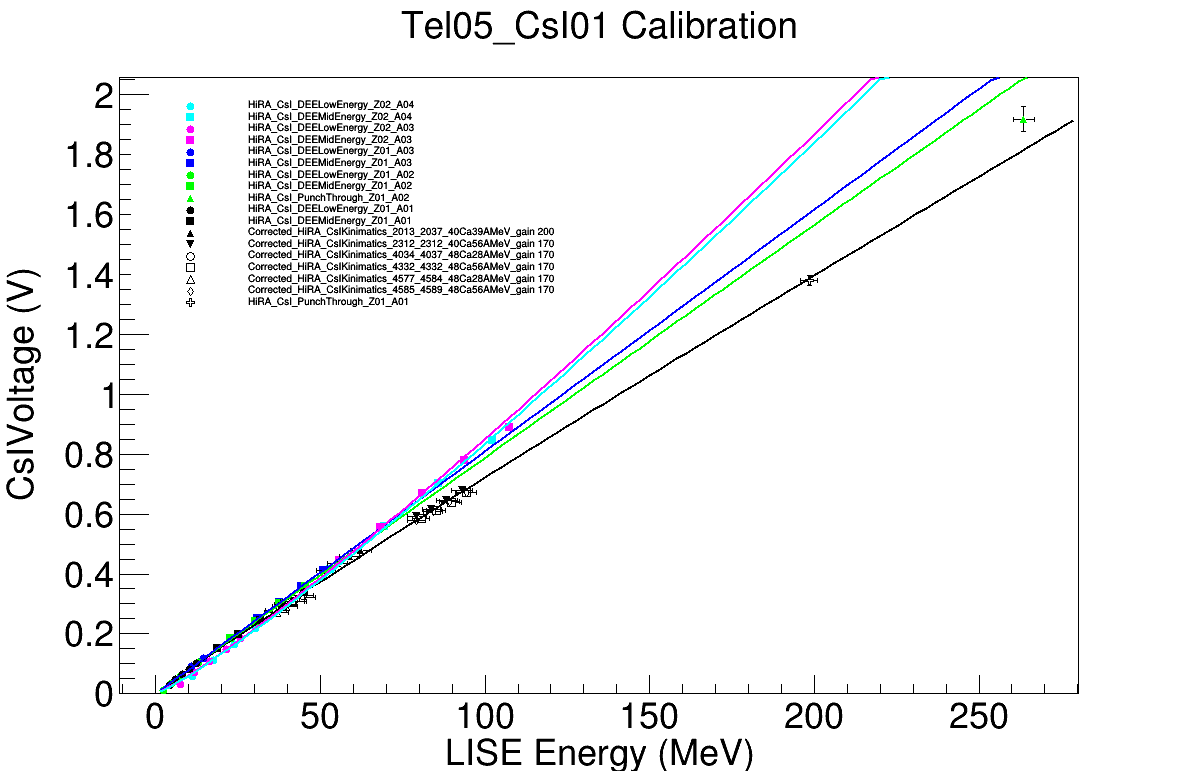 Tel05_CsI01 Calibration
HiRA_CsI_DEELowEnergy_Z02_A04
HiRA_CsI_DEEMidEnergy_Z02_A04
HiRA_CsI_DEELowEnergy_Z02_A03
HiRA_CsI_DEEMidEnergy_Z02_A03
HiRA_CsI_DEELowEnergy_Z01_A03
HiRA_CsI_DEEMidEnergy_Z01_A03
HiRA_CsI_DEELowEnergy_Z01_A02
HiRA_CsI_DEEMidEnergy_Z01_A02
HiRA_CsI_PunchThrough_Z01_A02
HiRA_CsI_DEELowEnergy_Z01_A01
HiRA_CsI_DEEMidEnergy_Z01_A01
Corrected_HiRA_CsIKinimatics_2013_2037_40Ca39AMeV_gain 200
Corrected_HiRA_CsIKinimatics_2312_2312_40Ca56AMeV_gain 170
Corrected_HiRA_CsIKinimatics_4034_4037_48Ca28AMeV_gain 170
Corrected_HiRA_CsIKinimatics_4332_4332_48Ca56AMeV_gain 170
Corrected_HiRA_CsIKinimatics_4577_4584_48Ca28AMeV_gain 170
Corrected_HiRA_CsIKinimatics_4585_4589_48Ca56AMeV_gain 170
HiRA_CsI_PunchThrough_Z01_A01
CsIVoltage (V)
2
1.8
1.6
1.4
1.2
1
0.8
0.6
0.4
0.2
0
0 50 100 150 200 250
LISE Energy (MeV)